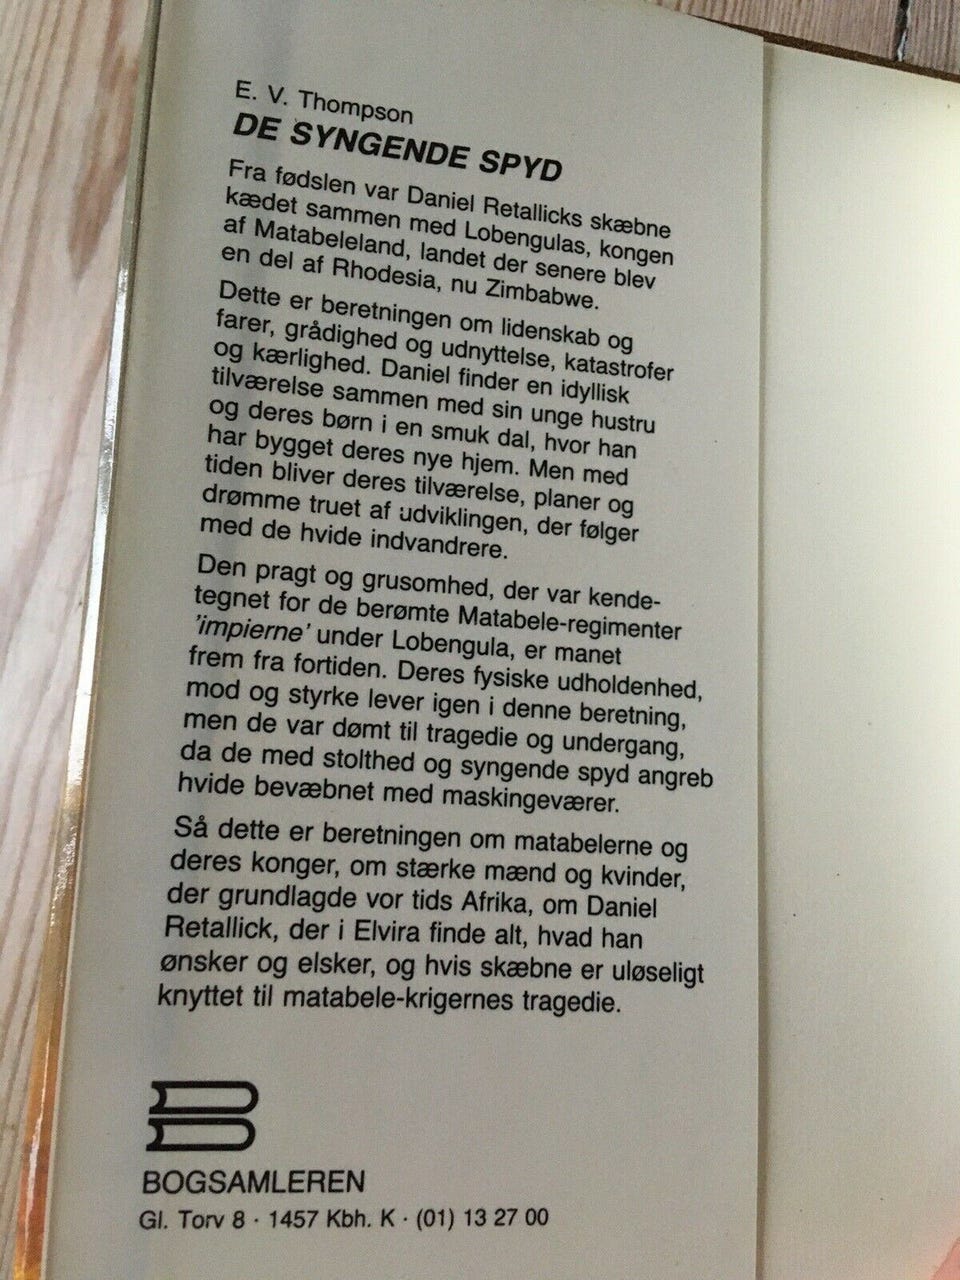 E. V. Thompson
DE SYNGENDE SPYD
Fra fødslen var Daniel Retallicks skæbne
kædet sammen med Lobengulas, kongen
af Matabeleland, landet der senere blev
en del af Rhodesia, nu Zimbabwe.
Dette er beretningen om lidenskab og
farer, grådighed og udnyttelse, katastrofer
og kærlighed. Daniel finder en idyllisk
tilværelse sammen med sin unge hustru
og deres børn i en smuk dal, hvor han
har bygget deres nye hjem. Men med
tiden bliver deres tilværelse, planer og
drømme truet af udviklingen, der følger
med de hvide indvandrere.
Den pragt og grusomhed, der var kende-
tegnet for de berømte Matabele-regimenter
'impierne' under Lobengula, er manet
frem fra fortiden. Deres fysiske udholdenhed,
mod og styrke lever igen i denne beretning,
men de var dømt til tragedie og undergang,
da de med stolthed og syngende spyd angreb
hvide bevæbnet med maskingeværer.
Så dette er beretningen om matabelerne og
deres konger, om stærke mænd og kvinder,
der grundlagde vor tids Afrika, om Daniel
Retallick, der i Elvira finde alt, hvad han
ønsker og elsker, og hvis skæbne er uløseligt
knyttet til matabele-krigernes tragedie.
BOGSAMLEREN
Gl. Torv 8 · 1457 Kbh. K · (01) 13 27 00